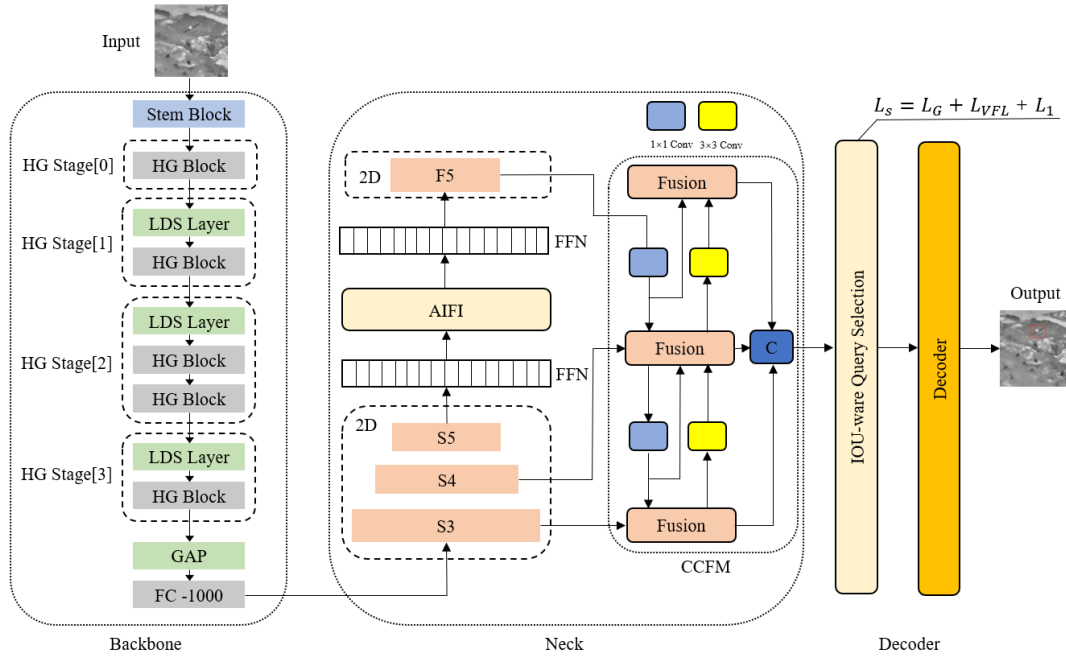 Input
Stem Block
HG Stage[0]
HG Block
HG Stage[1]
LDS Layer
HG Block
HG Stage[2]
LDS Layer
HG Block
HG Block
HG Stage[3]
LDS Layer
HG Block
GAP
FC -1000
Backbone
2D
F5
FFN
AIFI
FFN
2D
S5
S4
S3
Neck
1×1 Conv
3×3 Conv
Fusion
Fusion
Fusion
C
CCFM
L_s = L_G + L_{VFL} + L_1
IOU-ware Query Selection
Decoder
Output
Decoder